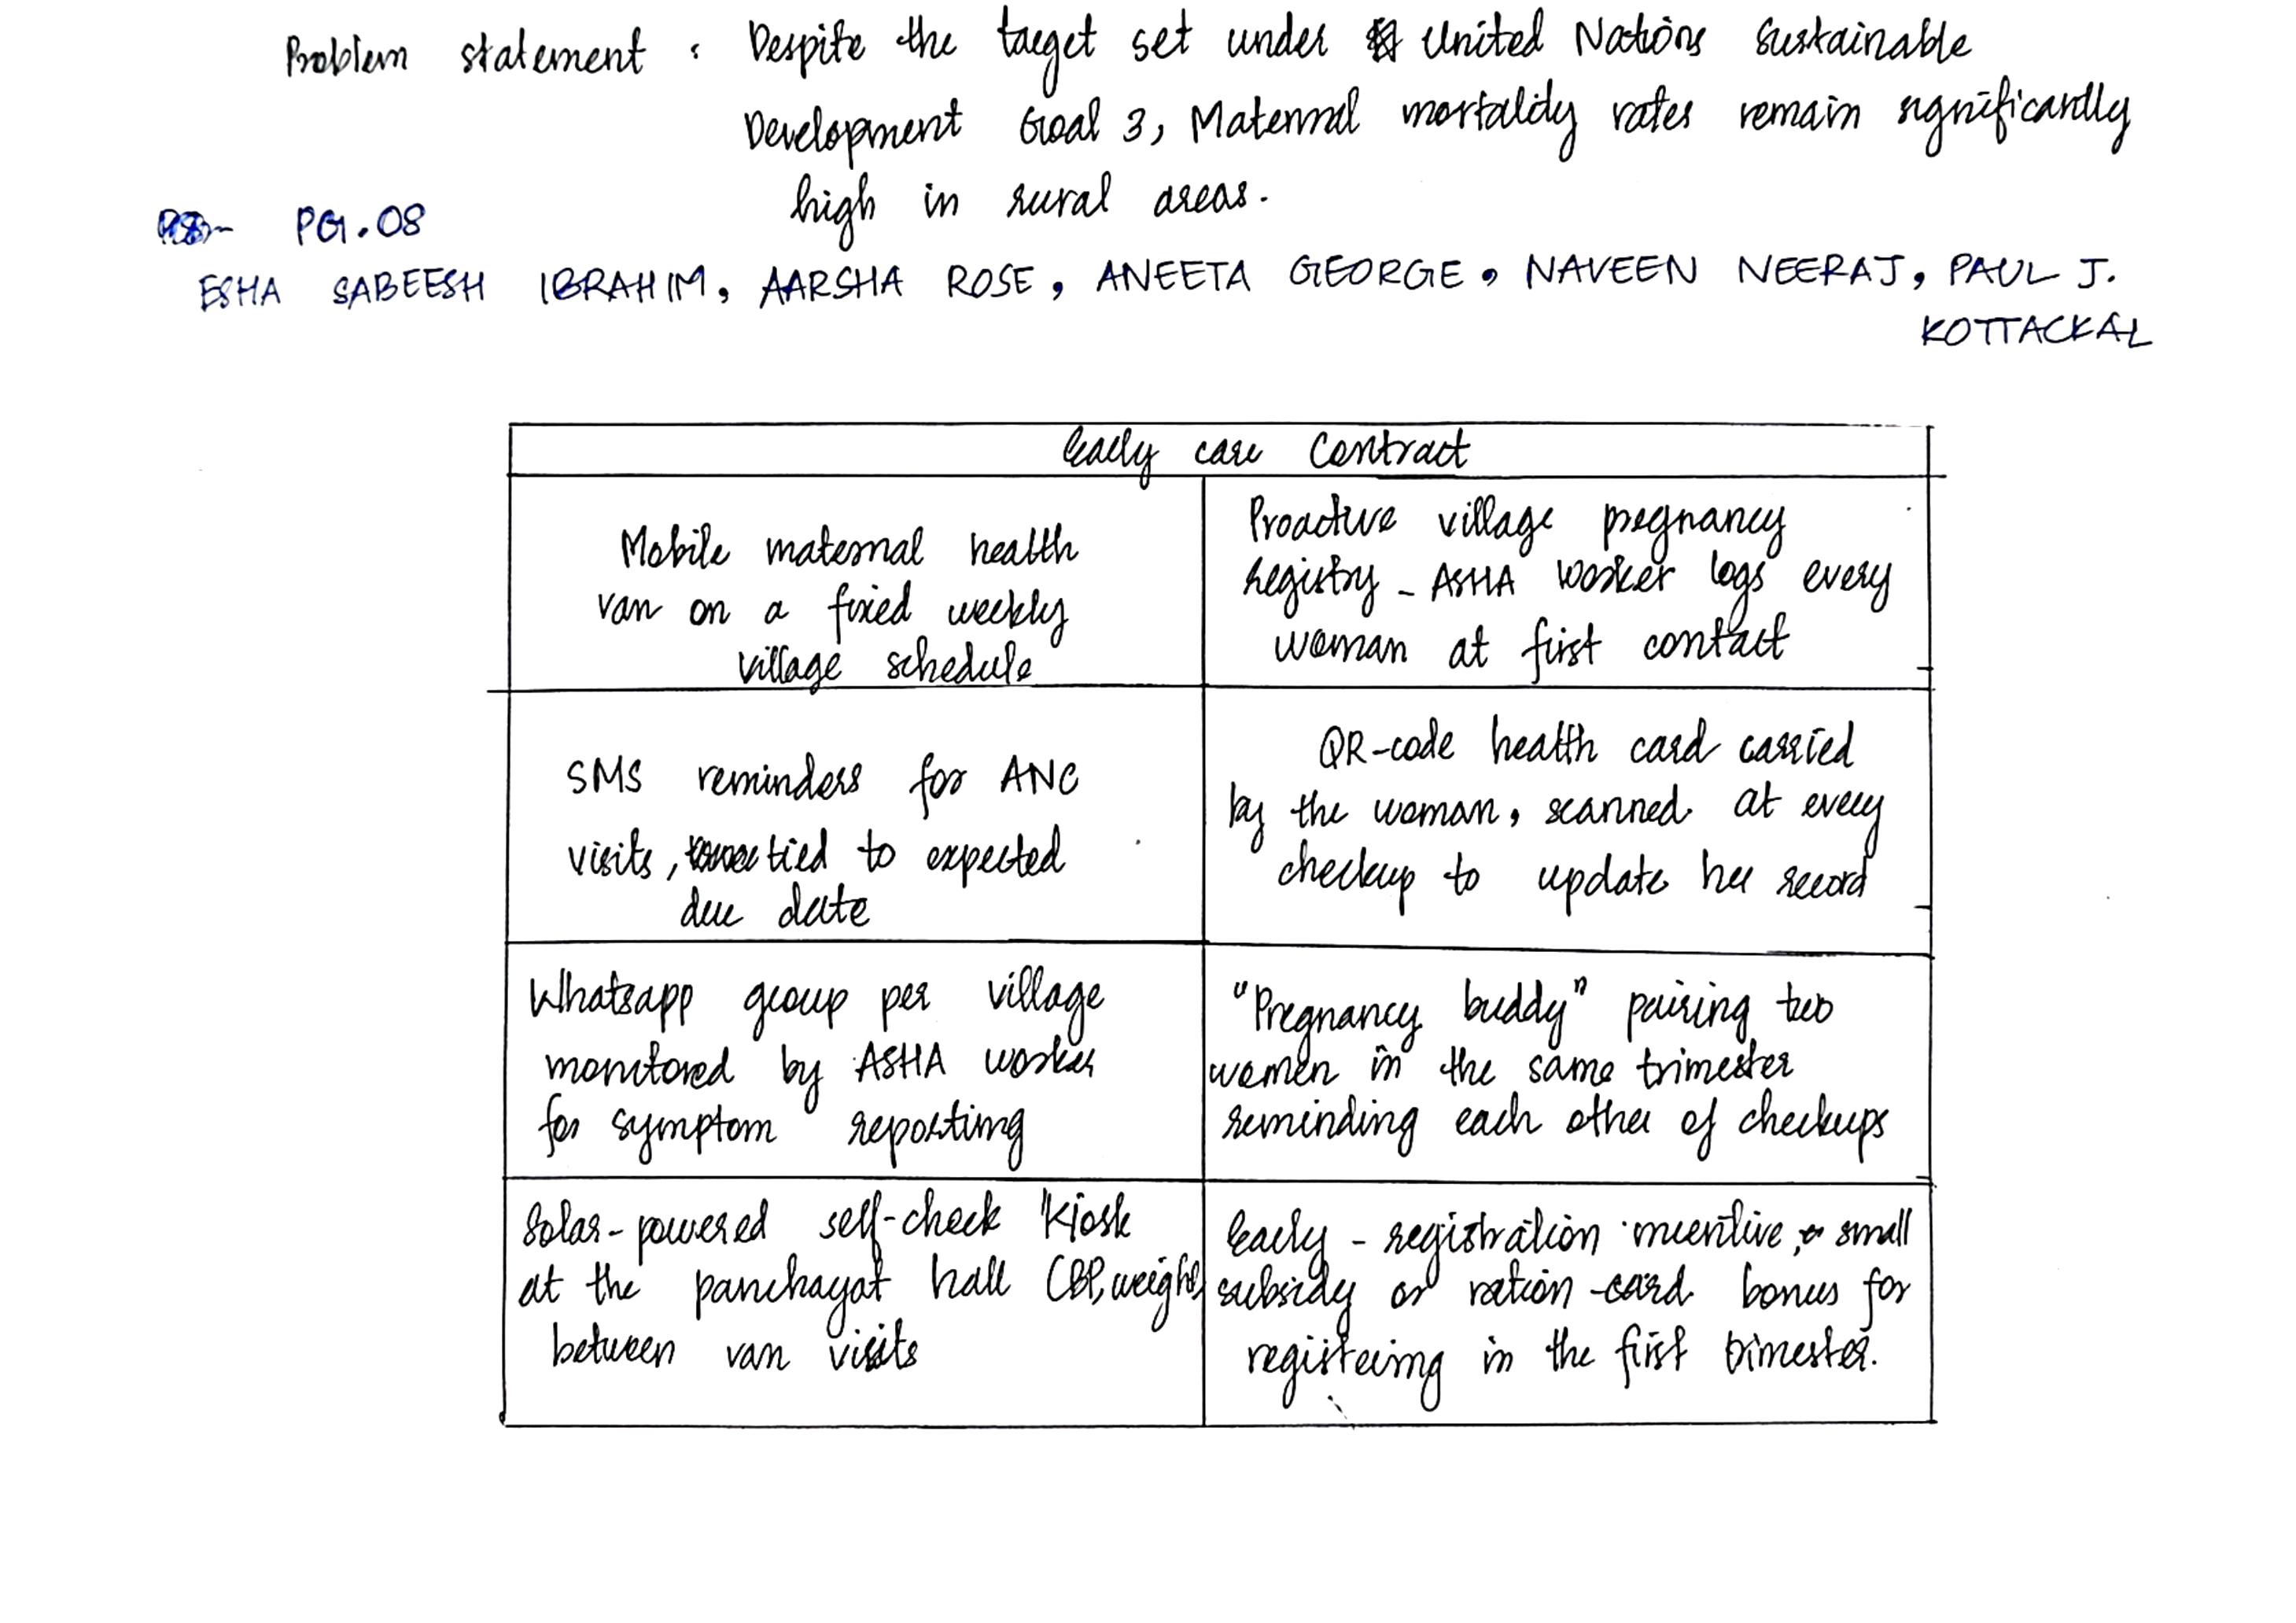 Problem statement : Despite the target set under United Nations Sustainable
Development Goal 3, Maternal mortality rates remain significantly
high in rural areas.
PG.08
ESHA SABEESH IBRAHIM, AARSHA ROSE, ANEETA GEORGE, NAVEEN NEERAJ, PAUL J.
KOTTACKAL
Early care Contract
Mobile maternal health
van on a fixed weekly
village schedule
Proactive village pregnancy
registry - ASHA worker logs every
woman at first contact
SMS reminders for ANC
visits, tied to expected
due date
QR-code health card carried
by the woman, scanned at every
checkup to update her record
Whatsapp group per village
monitored by ASHA worker
for symptom reporting
"Pregnancy buddy" pairing two
women in the same trimester
reminding each other of checkups
Solar-powered self-check Kiosk
at the panchayat hall (BP, weight)
between van visits
Early - registration incentive, small
subsidy or ration-card bonus for
registering in the first trimester.